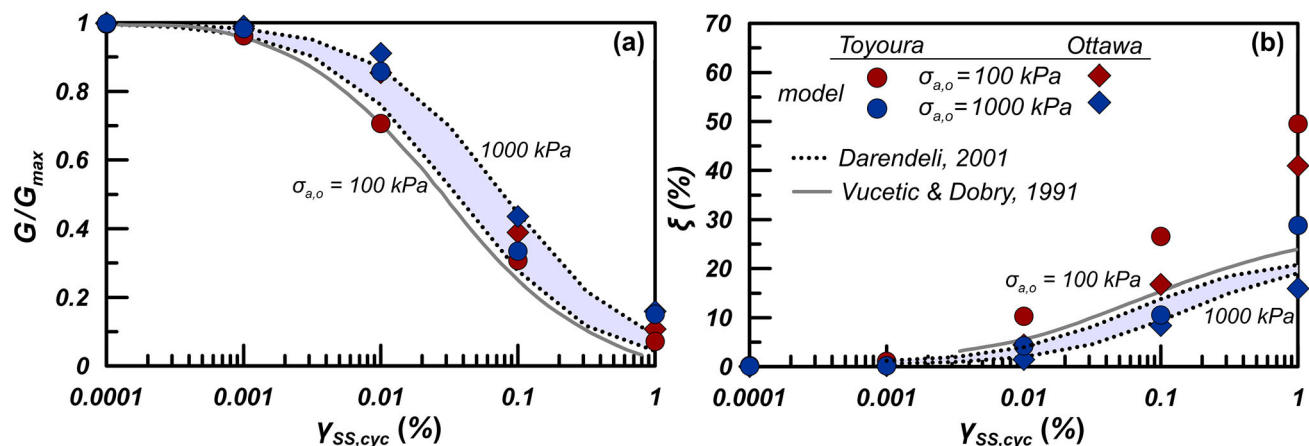 (a)
1
0.8
0.6
0.4
0.2
0
G/Gmax
1000 kPa
σa,o = 100 kPa
0.0001 0.001 0.01 0.1 1
γSS,cyc (%)
(b)
70
60
50
40
30
20
10
0
ξ (%)
Toyoura Ottawa
model
σa,o = 100 kPa
σa,o = 1000 kPa
Darendeli, 2001
Vucetic & Dobry, 1991
σa,o = 100 kPa
1000 kPa
0.0001 0.001 0.01 0.1 1
γSS,cyc (%)